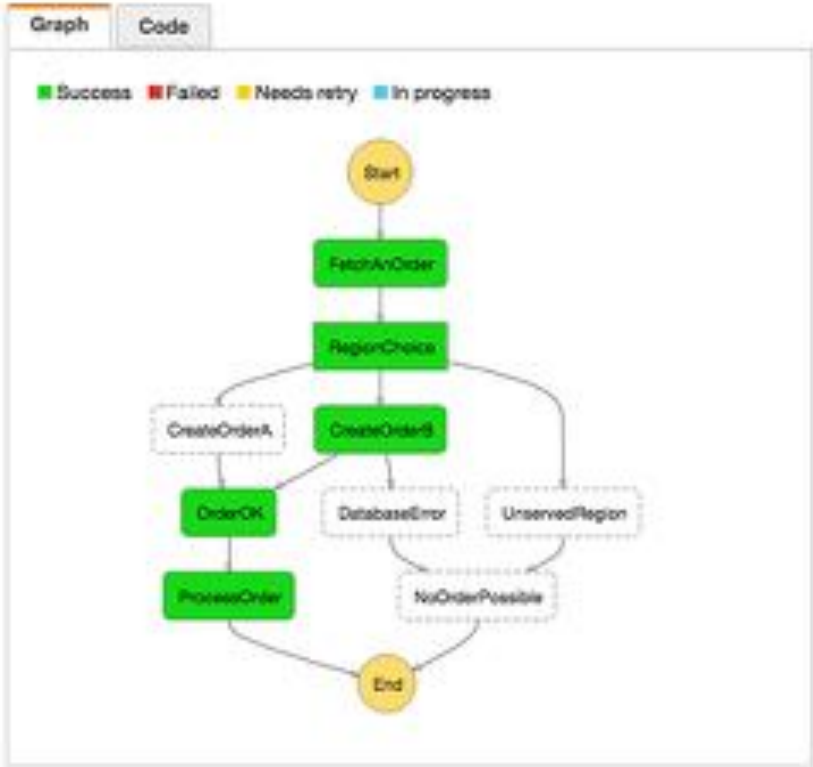 Graph Code
Success Failed Needs retry In progress
Start
FetchAnOrder
RegionChoice
CreateOrderA CreateOrderB
OrderOK DatabaseError UnservedRegion
ProcessOrder NoOrderPossible
End